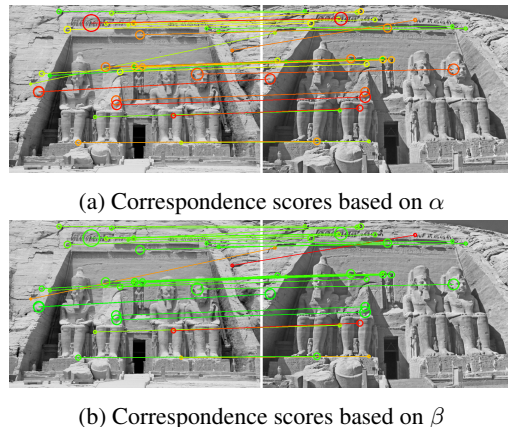 (a) Correspondence scores based on α
(b) Correspondence scores based on β